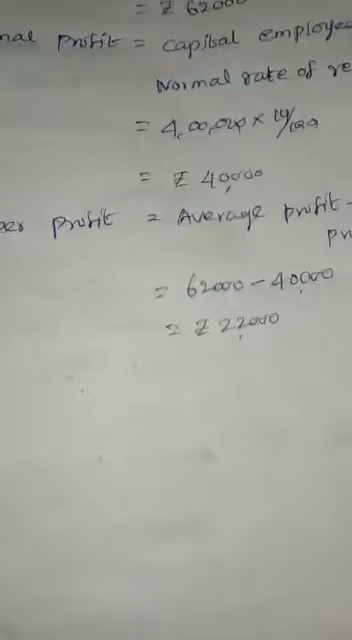 = ₹ 62000
nal profit = capital employed
Normal rate of re
= 4,00,000 × 10/100
= ₹ 40,000
per profit = Average profit -
pr
= 62000 - 40,000
= ₹ 22,000